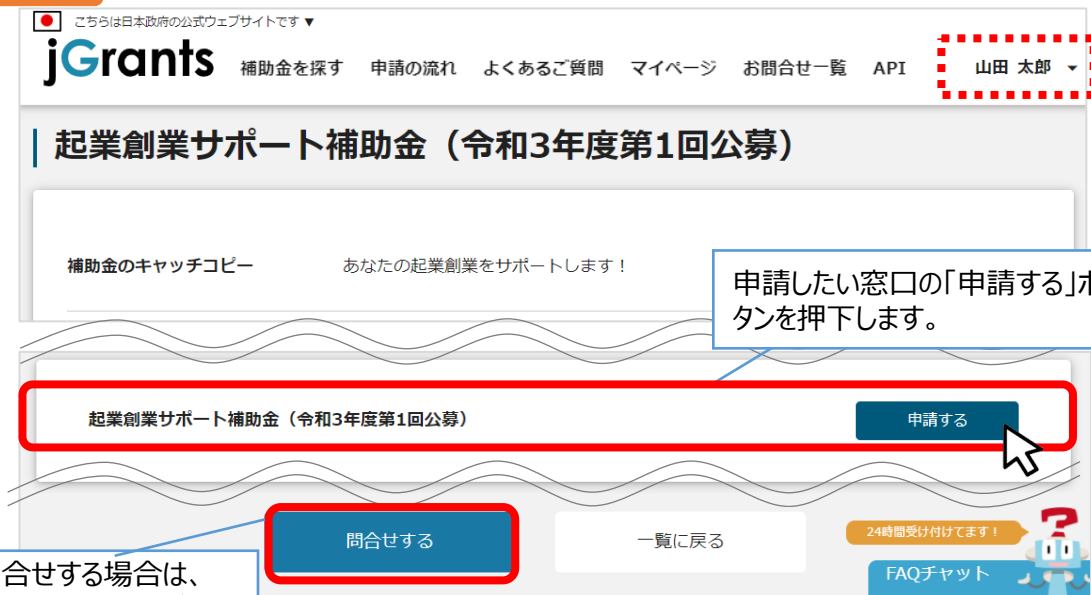 こちらは日本政府の公式ウェブサイトです ▼
jGrants 補助金を探す 申請の流れ よくあるご質問 マイページ お問合せ一覧 API 山田 太郎
起業創業サポート補助金（令和3年度第1回公募）
補助金のキャッチコピー あなたの起業創業をサポートします！
申請したい窓口の「申請する」ボ
タンを押下します。
起業創業サポート補助金（令和3年度第1回公募） 申請する
問合せする 一覧に戻る 24時間受け付けてます！
合せする場合は、
FAQチャット